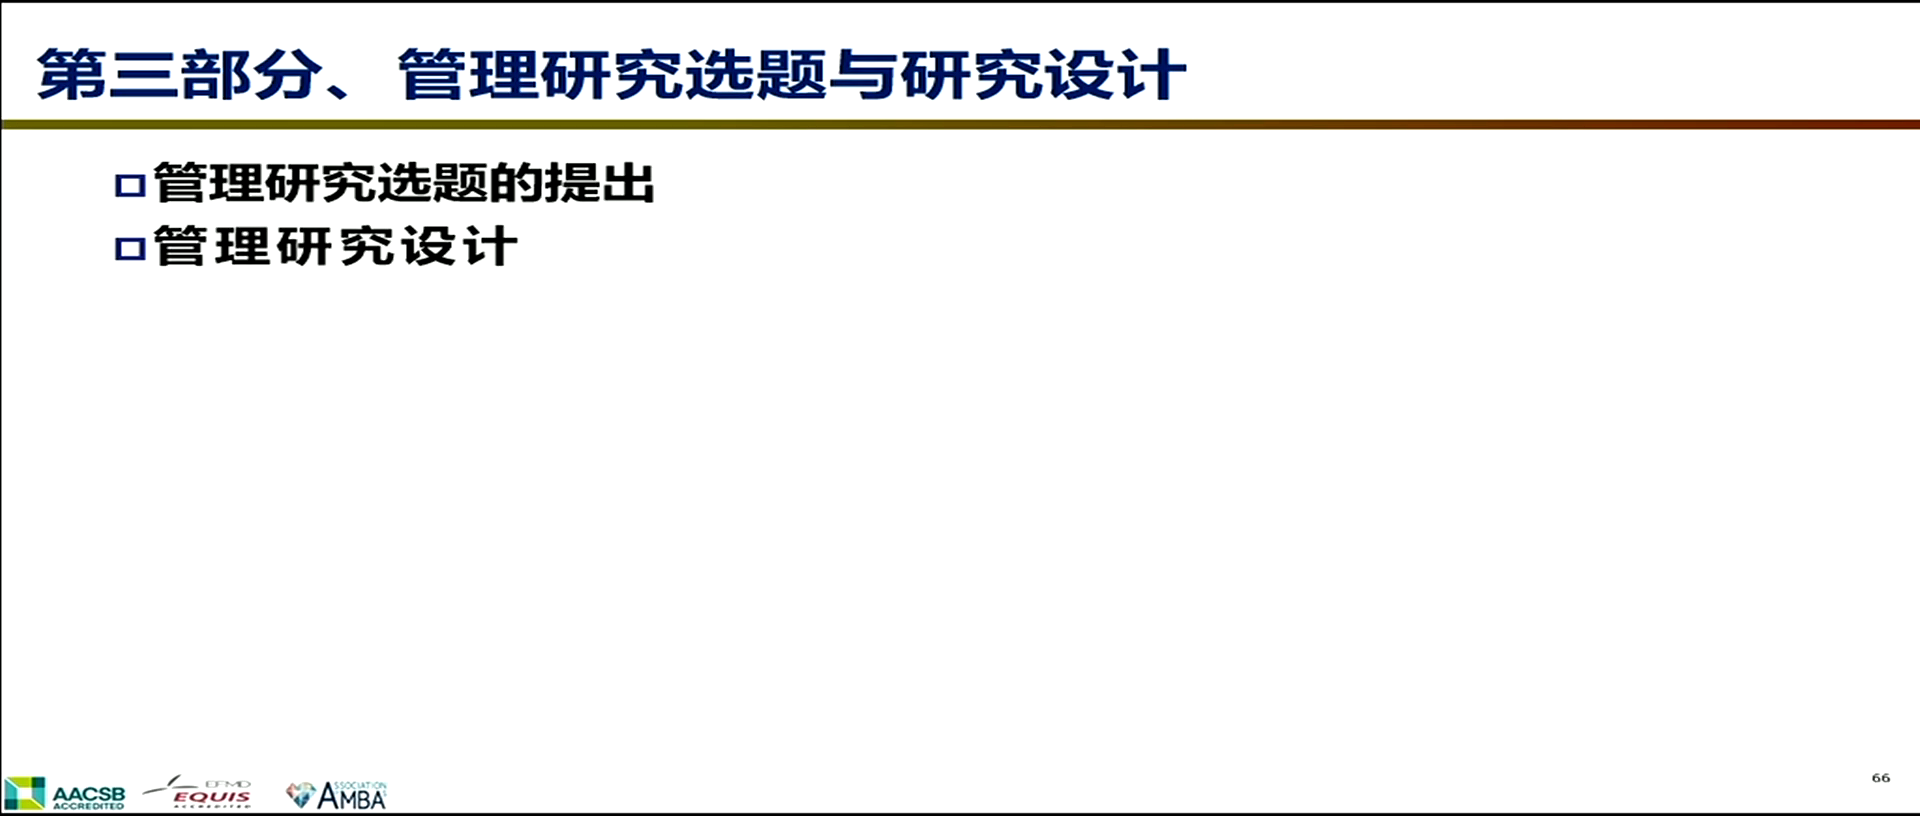 第三部分、管理研究选题与研究设计
管理研究选题的提出
管理研究设计
66
AACSB
ACCREDITED
EFMD
EQUIS
ACCREDITED
ASSOCIATION
AMBA'S